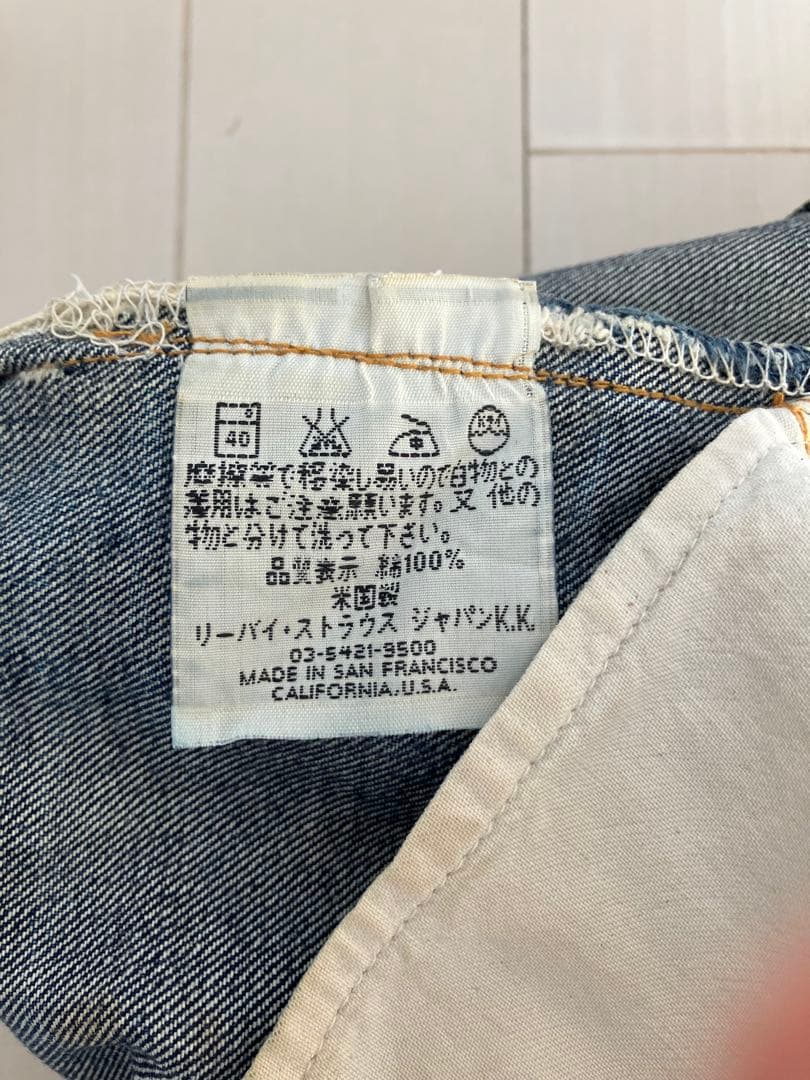 40
摩擦等で移染し易いので白物との
着用はご注意願います。又 他の
物と分けて洗って下さい。
品質表示 綿100%
米国製
リーバイ・ストラウス ジャパンK.K.
03-5421-3500
MADE IN SAN FRANCISCO
CALIFORNIA,U.S.A.